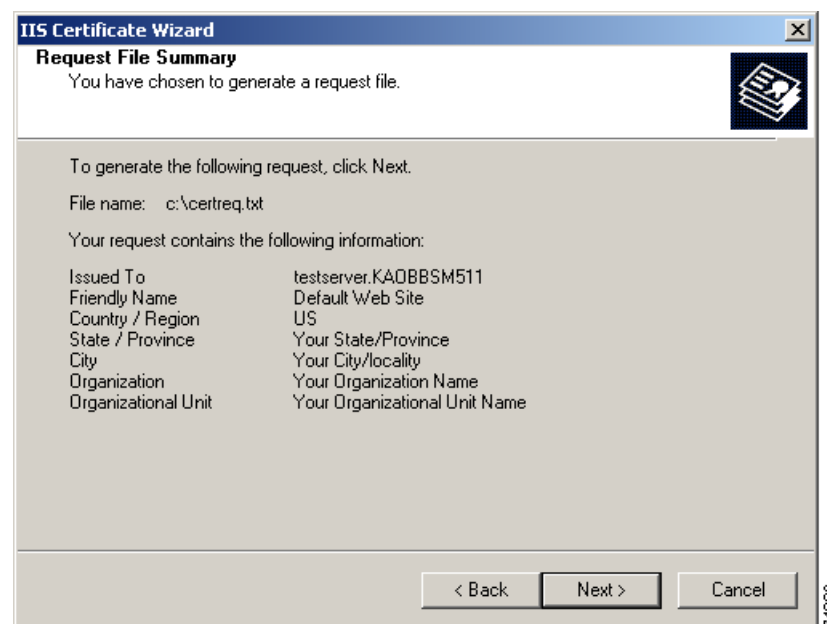 IIS Certificate Wizard
Request File Summary
You have chosen to generate a request file.
To generate the following request, click Next.
File name: c:\certreq.txt
Your request contains the following information:
Issued To testserver.KAOBBSM511
Friendly Name Default Web Site
Country / Region US
State / Province Your State/Province
City Your City/locality
Organization Your Organization Name
Organizational Unit Your Organizational Unit Name
< Back Next > Cancel